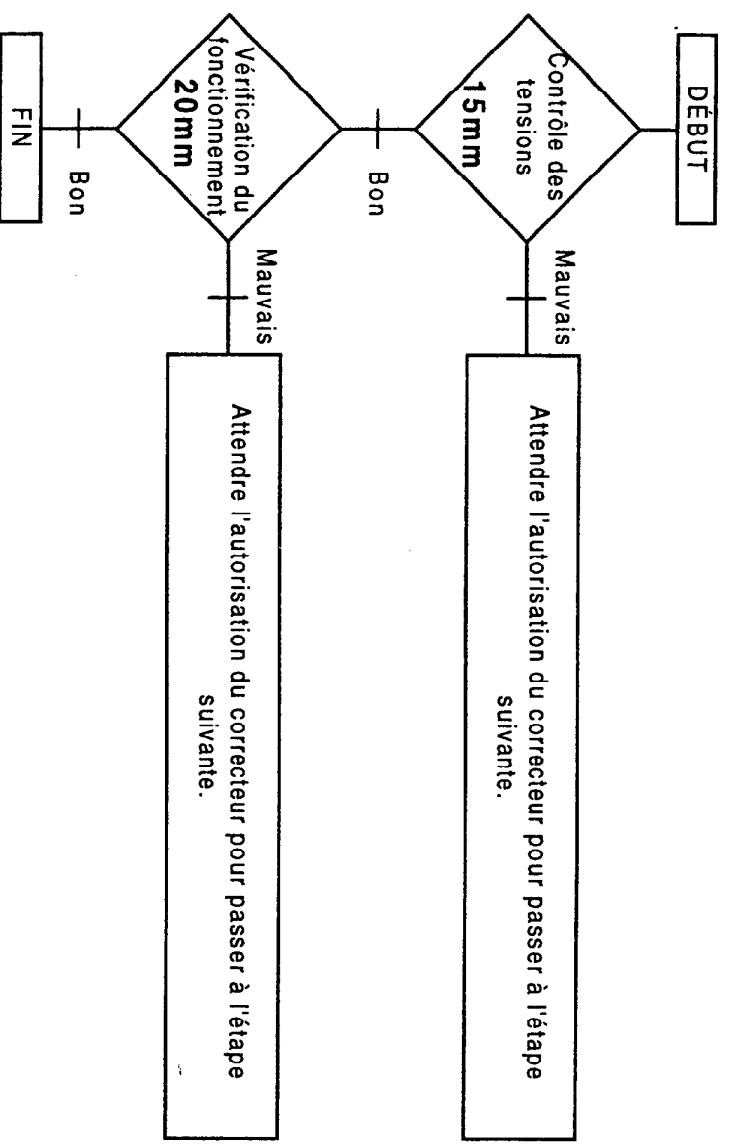 DÉBUT
Contrôle des
tensions
15mm
Mauvais
Attendre l'autorisation du correcteur pour passer à l'étape
suivante.
Bon
Vérification du
fonctionnement
20mm
Mauvais
Attendre l'autorisation du correcteur pour passer à l'étape
suivante.
Bon
FIN